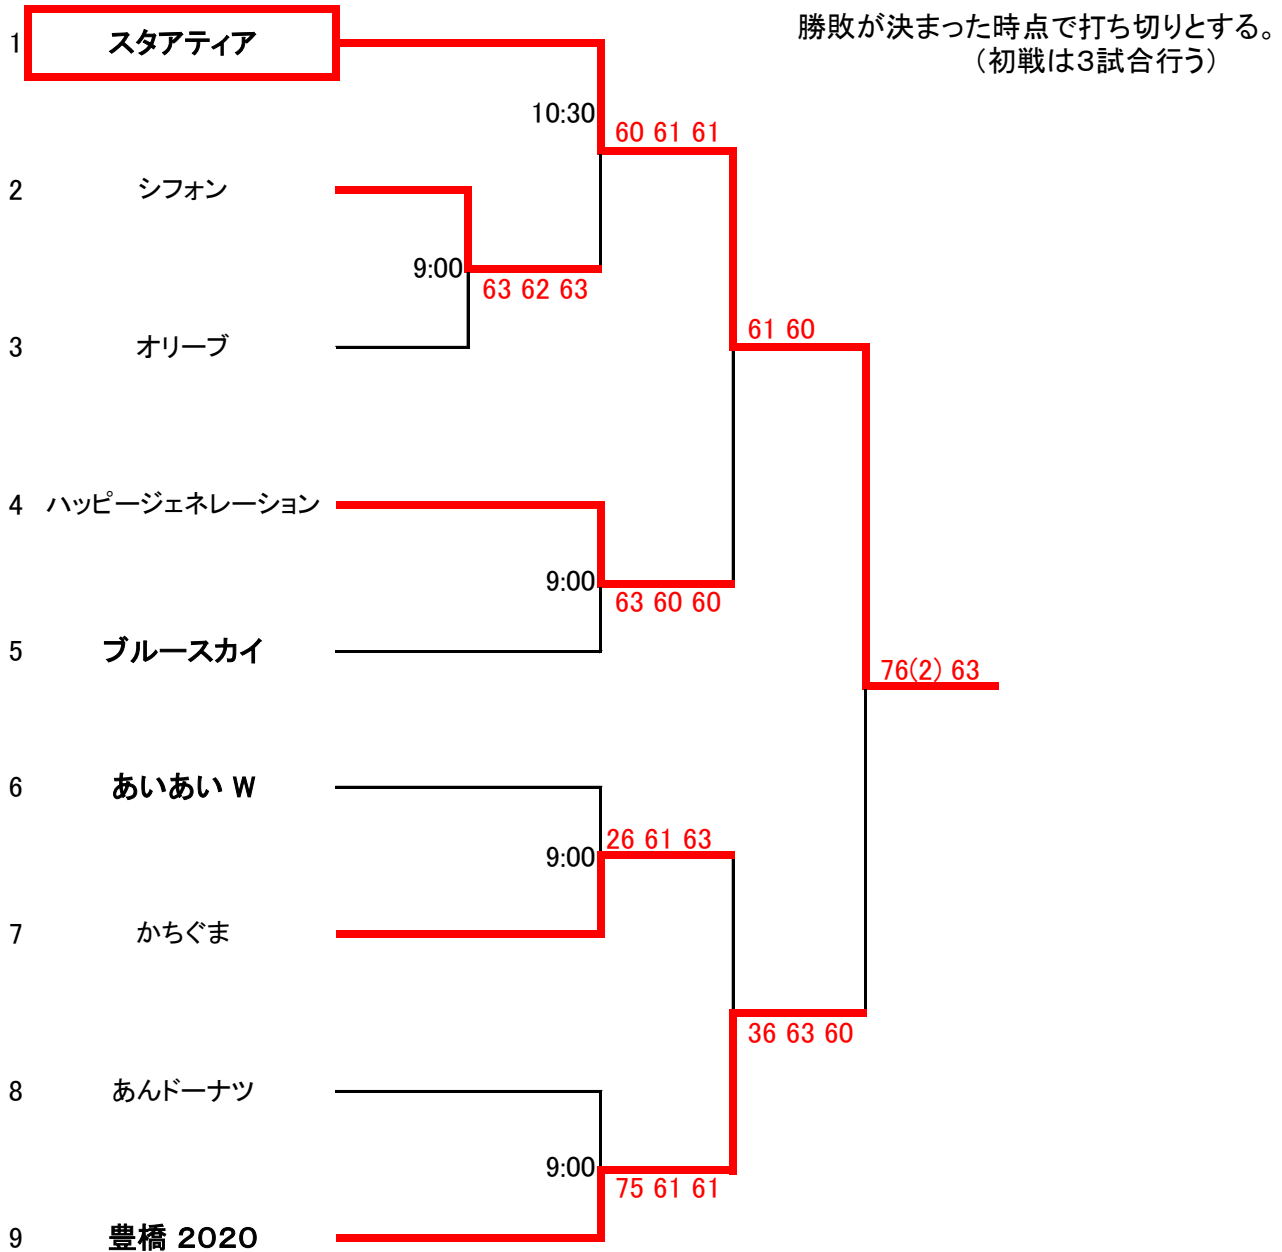 勝敗が決まった時点で打ち切りとする。
（初戦は３試合行う）
1 スタアティア
10:30
60 61 61
2 シフォン
9:00
63 62 63
3 オリーブ
61 60
4 ハッピージェネレーション
9:00
63 60 60
5 ブルースカイ
76(2) 63
6 あいあい W
26 61 63
9:00
7 かちぐま
36 63 60
8 あんドーナツ
9:00
75 61 61
9 豊橋 2020